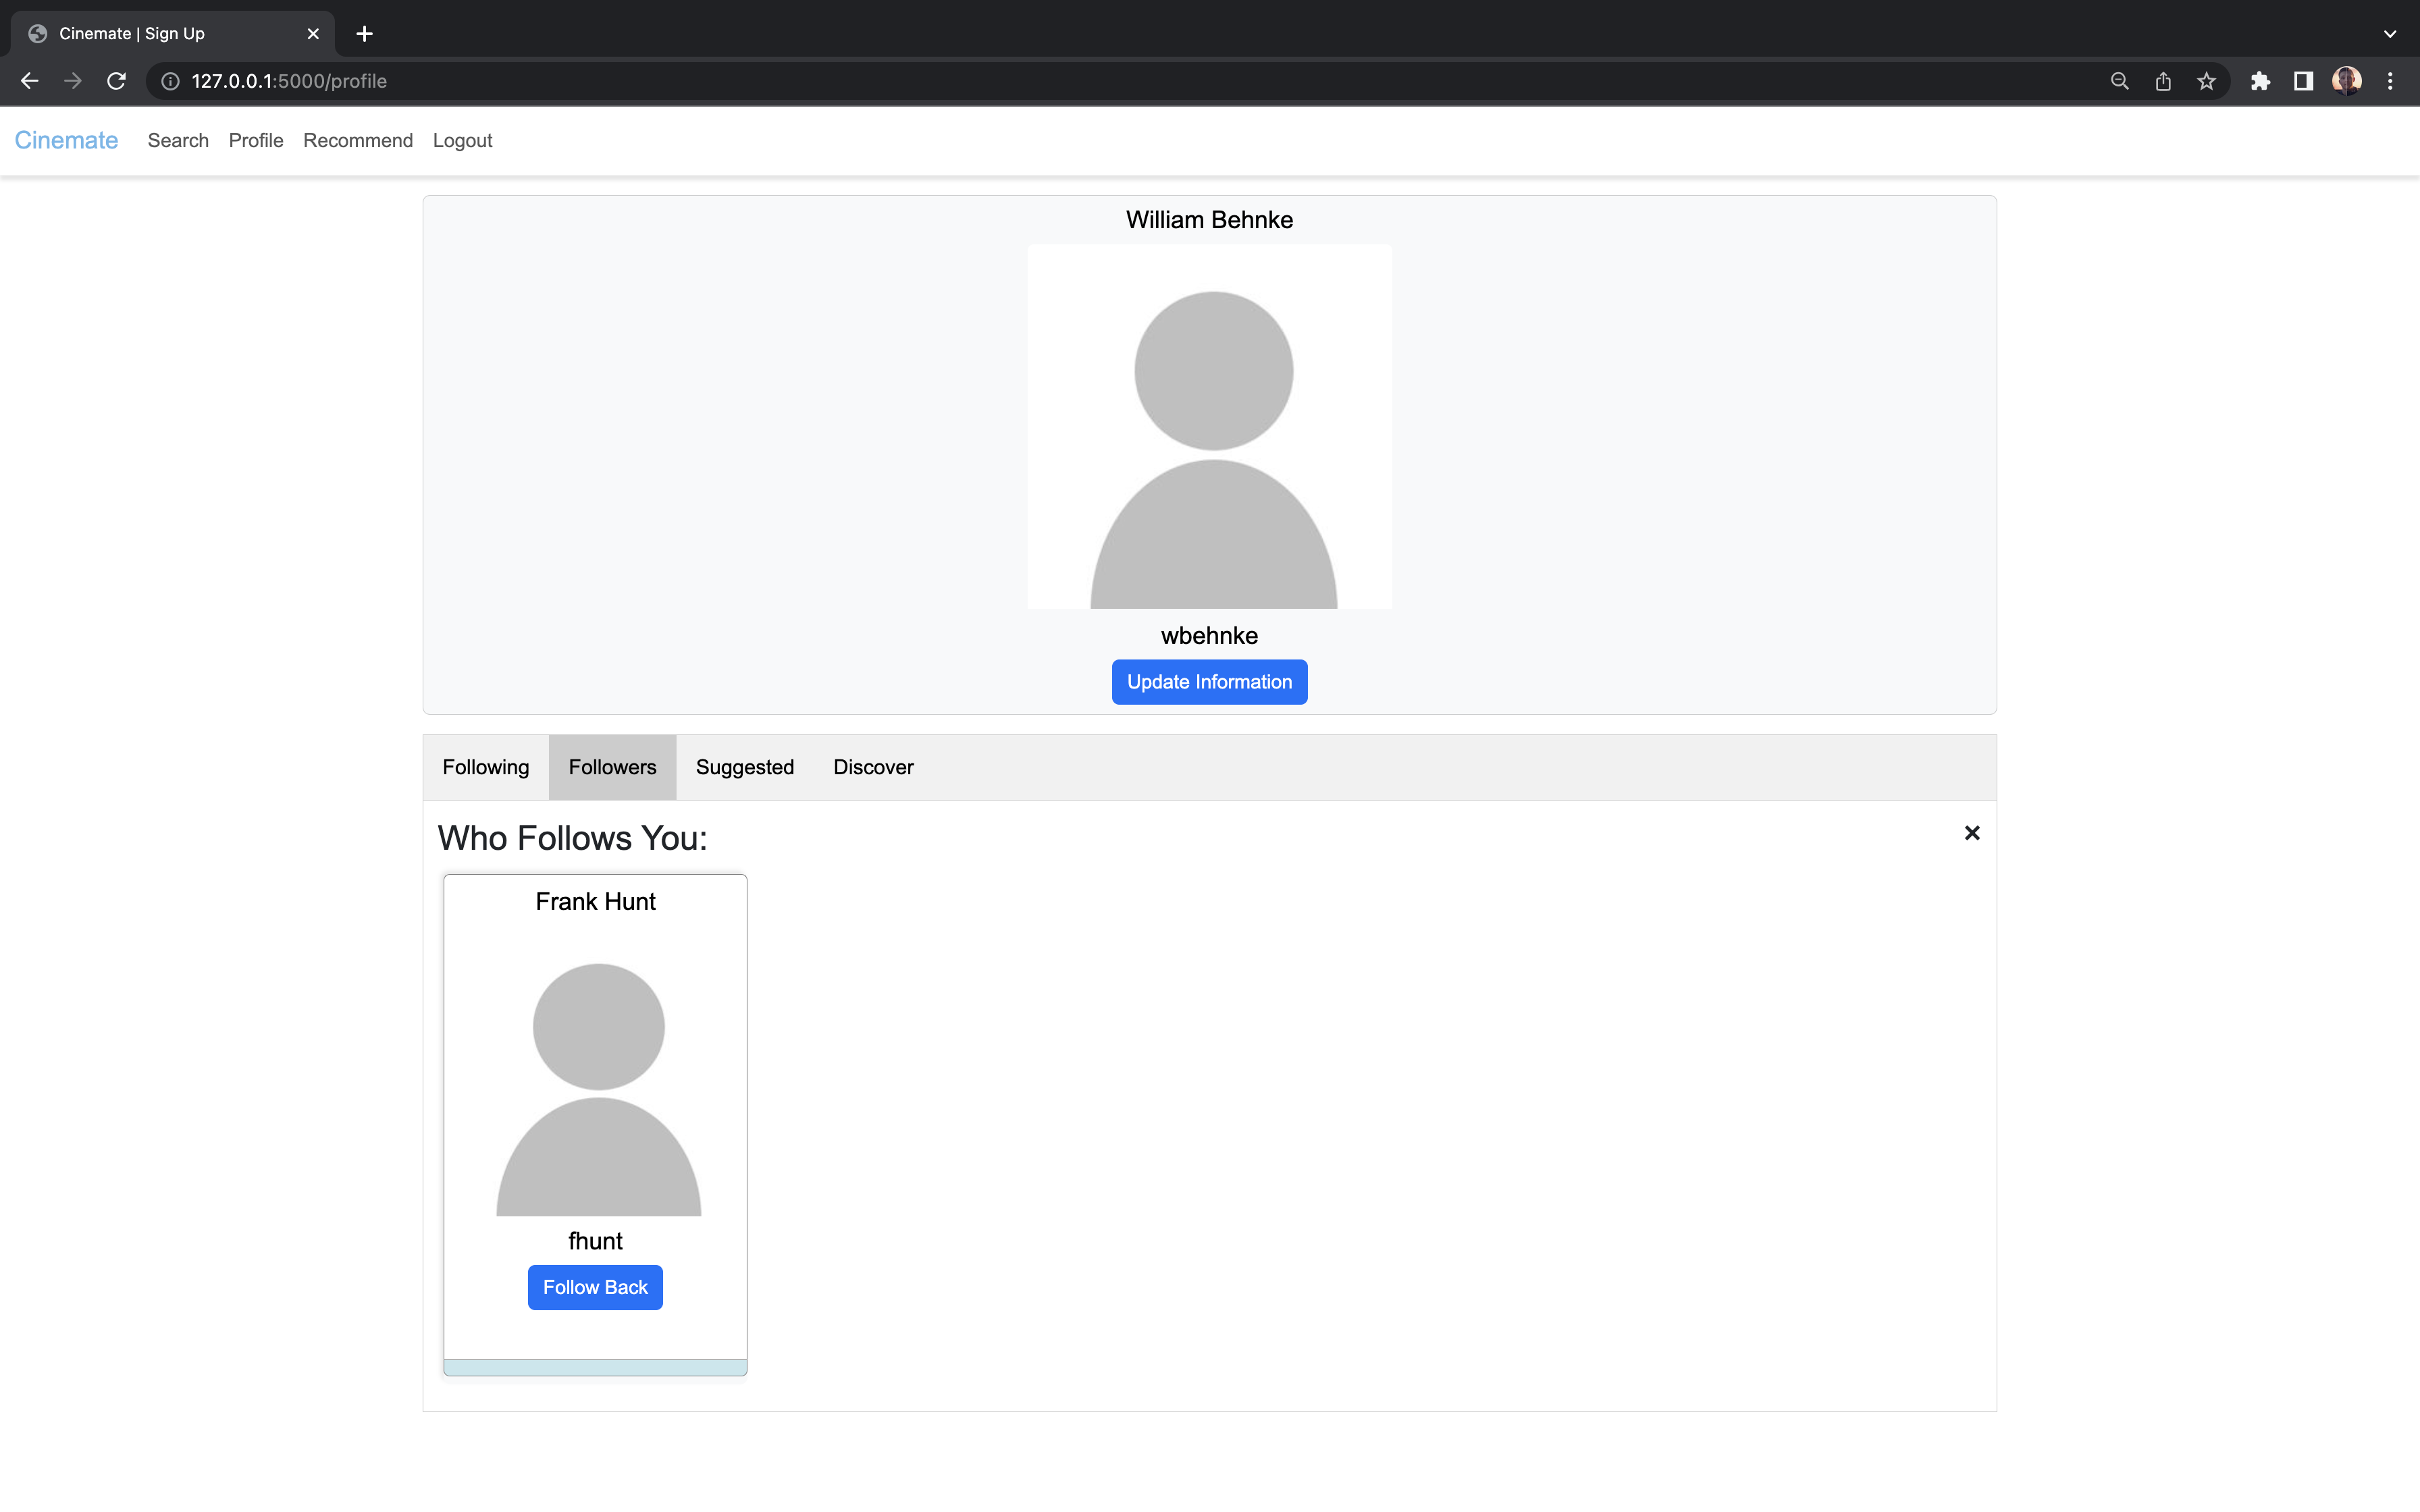 Cinemate | Sign Up
127.0.0.1:5000/profile
Cinemate Search Profile Recommend Logout
William Behnke
wbehnke
Update Information
Following Followers Suggested Discover
Who Follows You:
Frank Hunt
fhunt
Follow Back